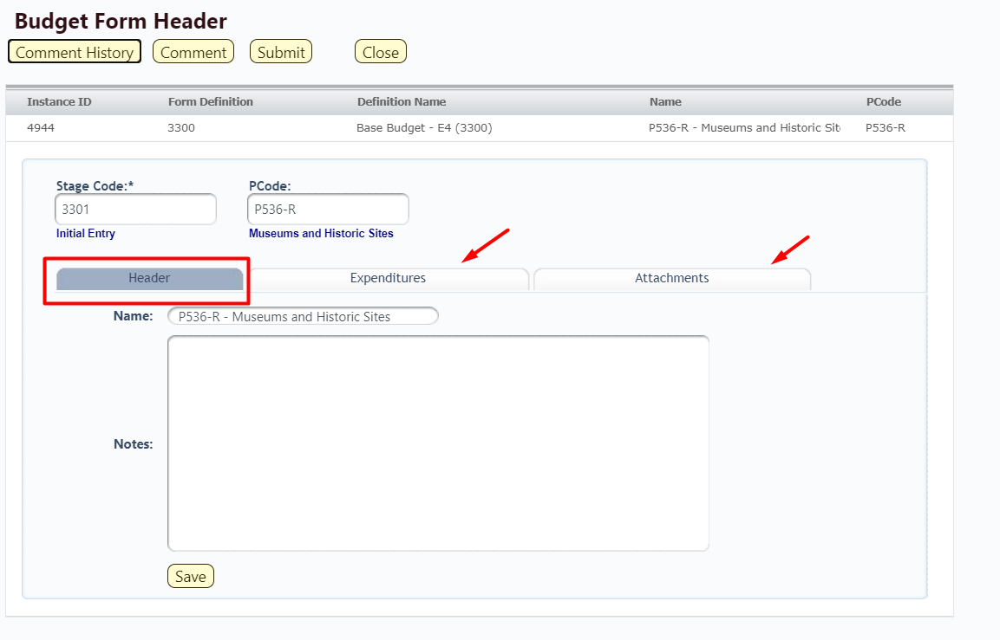 Budget Form Header
Comment History Comment Submit Close
Instance ID Form Definition Definition Name Name PCode
4944 3300 Base Budget - E4 (3300) P536-R - Museums and Historic Sit P536-R
Stage Code:* PCode:
3301 P536-R
Initial Entry Museums and Historic Sites
Header Expenditures Attachments
Name: P536-R - Museums and Historic Sites
Notes:
Save